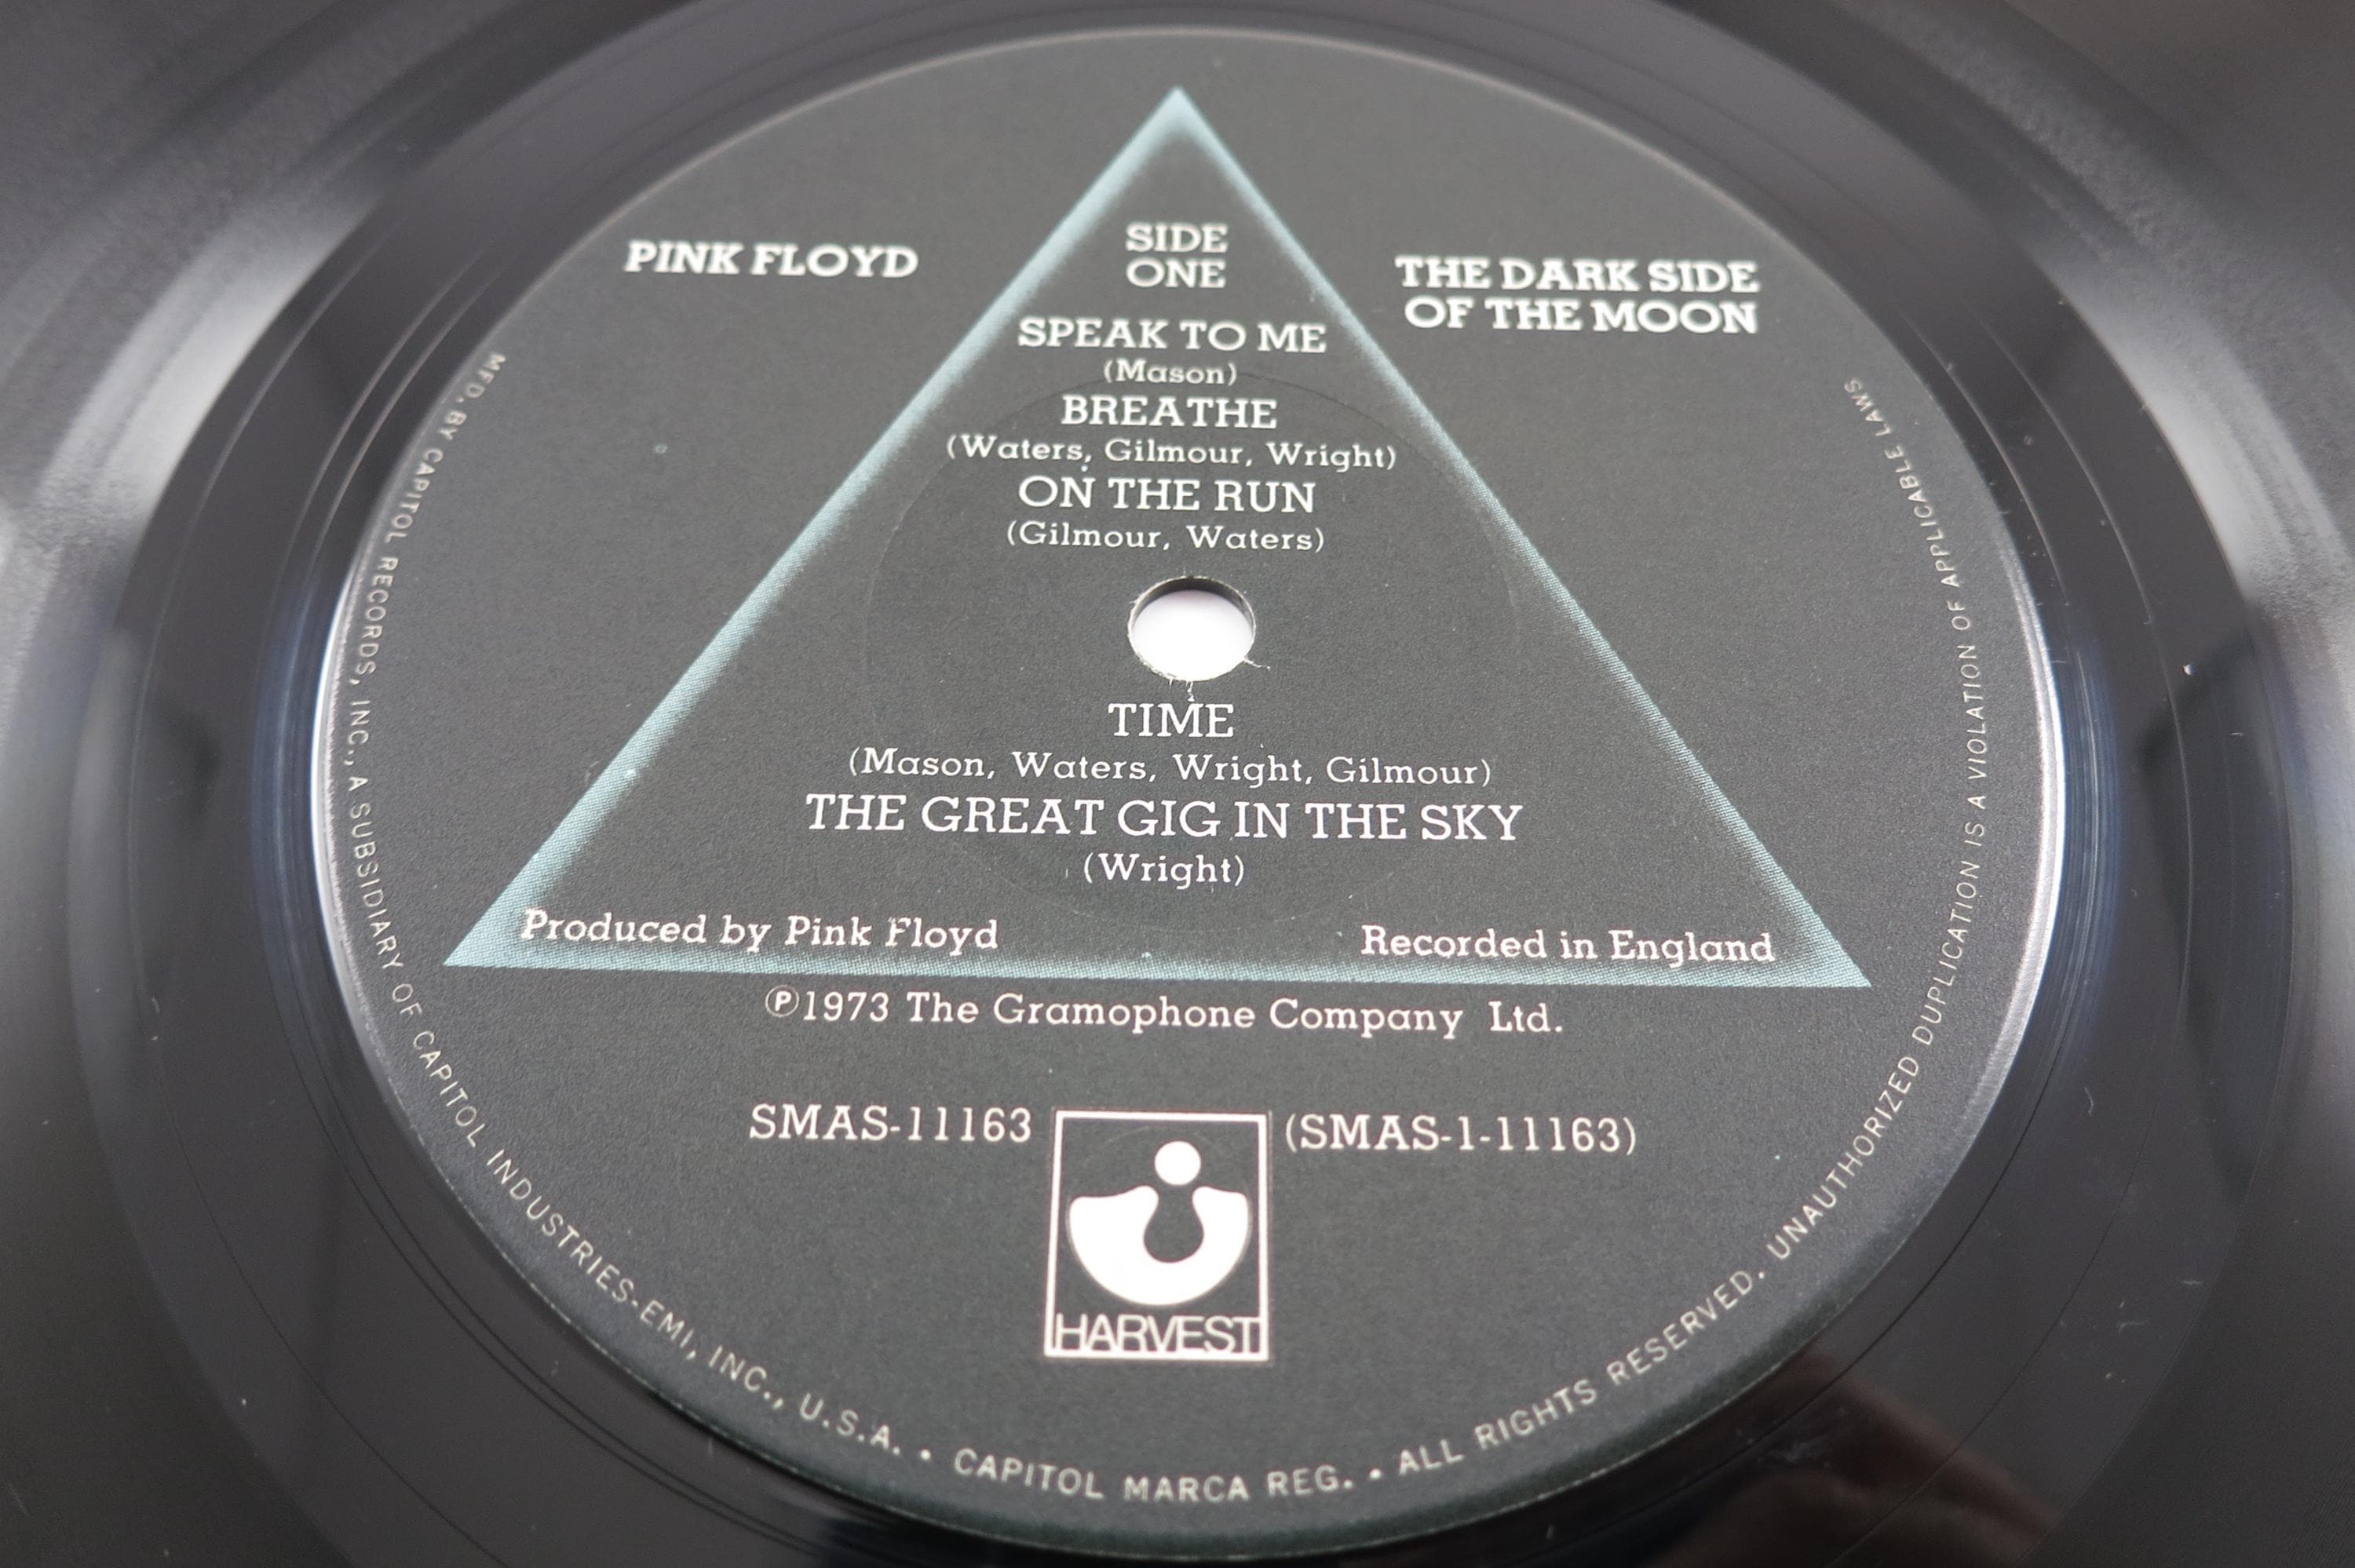 PINK FLOYD
SIDE
ONE
THE DARK SIDE
OF THE MOON
SPEAK TO ME
(Mason)
BREATHE
(Waters, Gilmour, Wright)
ON THE RUN
(Gilmour, Waters)
TIME
(Mason, Waters, Wright, Gilmour)
THE GREAT GIG IN THE SKY
(Wright)
Produced by Pink Floyd
Recorded in England
℗1973 The Gramophone Company Ltd.
SMAS-11163
(SMAS-1-11163)
HARVEST
MFD. BY CAPITOL RECORDS, INC., A SUBSIDIARY OF CAPITOL INDUSTRIES-EMI, INC., U.S.A. • CAPITOL MARCA REG. • ALL RIGHTS RESERVED. UNAUTHORIZED DUPLICATION IS A VIOLATION OF APPLICABLE LAWS